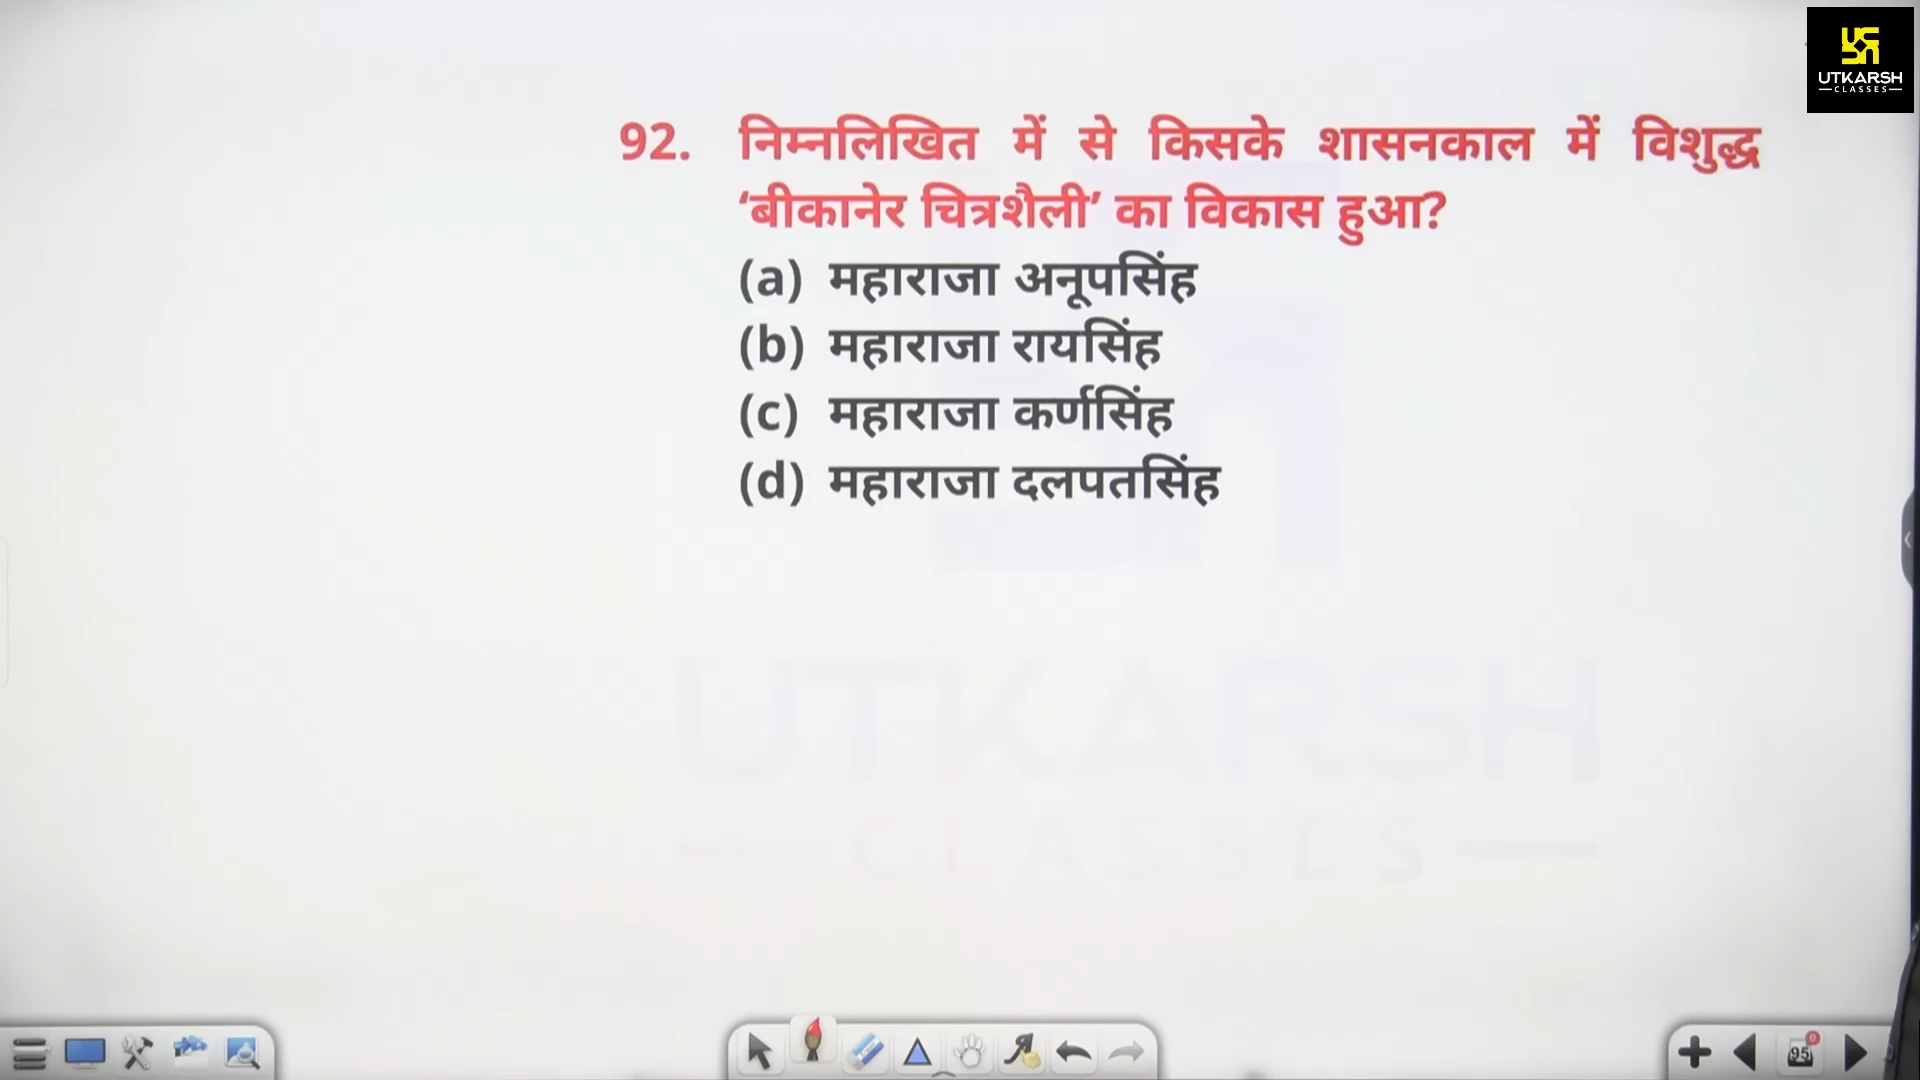 UTKARSH
CLASSES
92. निम्नलिखित में से किसके शासनकाल में विशुद्ध
‘बीकानेर चित्रशैली’ का विकास हुआ?
(a) महाराजा अनूपसिंह
(b) महाराजा रायसिंह
(c) महाराजा कर्णसिंह
(d) महाराजा दलपतसिंह
UTKARSH
CLASSES
95